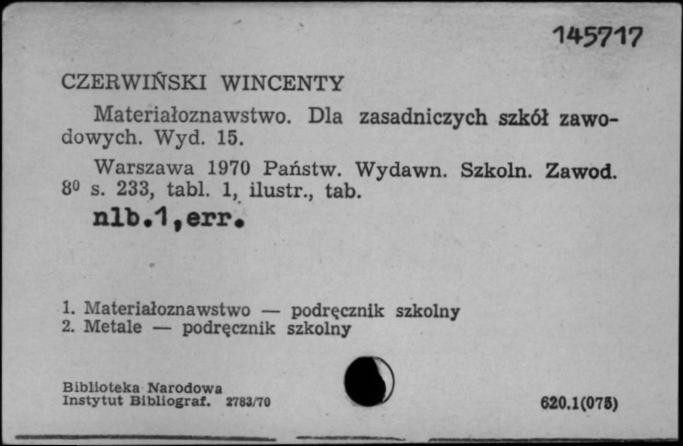 145717
CZERWIŃSKI WINCENTY
Materiałoznawstwo. Dla zasadniczych szkół zawo-
dowych. Wyd. 15.
Warszawa 1970 Państw. Wydawn. Szkoln. Zawod.
8⁰ s. 233, tabl. 1, ilustr., tab.
nlb.1,err.
1. Materiałoznawstwo — podręcznik szkolny
2. Metale — podręcznik szkolny
Biblioteka Narodowa
Instytut Bibliograf. 2783/70
620.1(075)